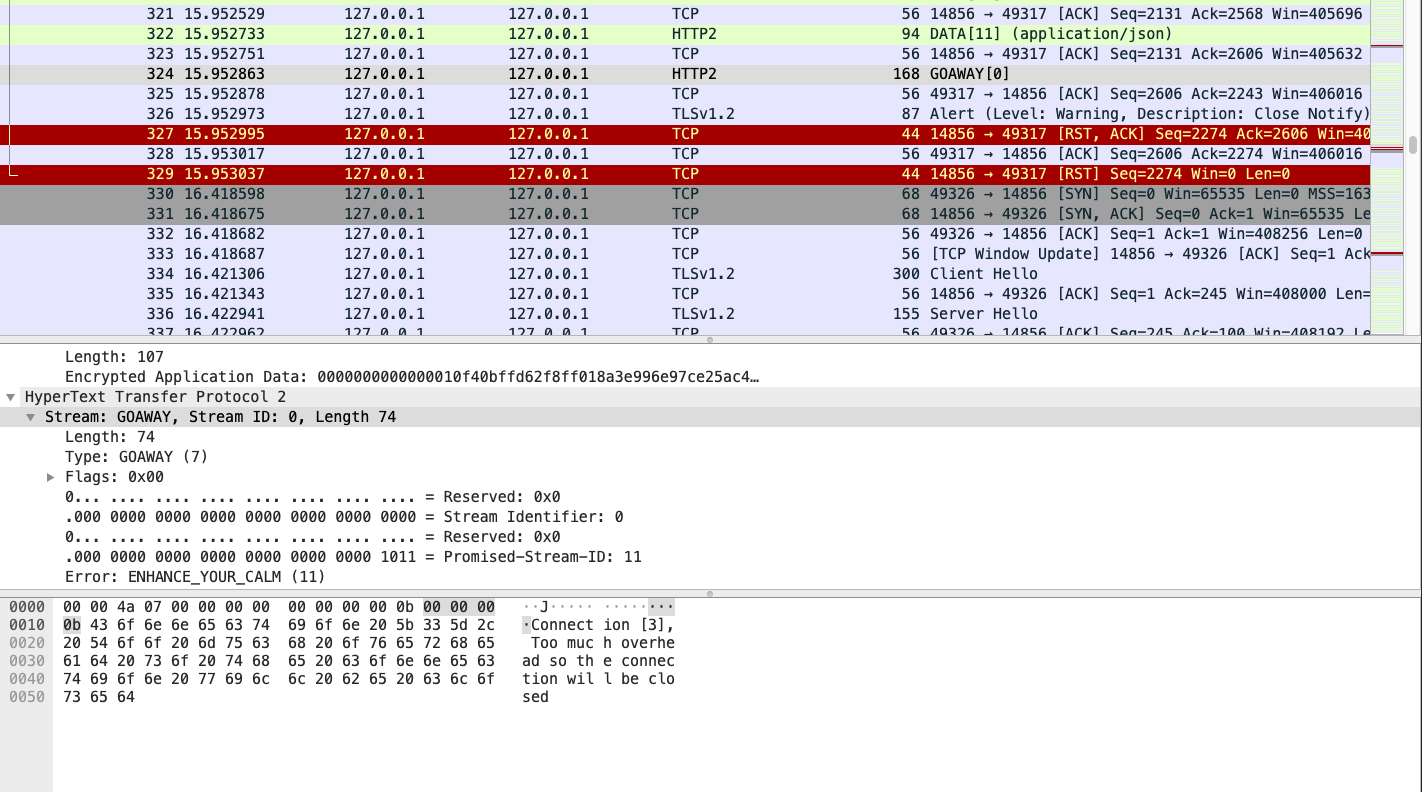 321 15.952529 127.0.0.1 127.0.0.1 TCP 56 14856 → 49317 [ACK] Seq=2131 Ack=2568 Win=405696
322 15.952733 127.0.0.1 127.0.0.1 HTTP2 94 DATA[11] (application/json)
323 15.952751 127.0.0.1 127.0.0.1 TCP 56 14856 → 49317 [ACK] Seq=2131 Ack=2606 Win=405632
324 15.952863 127.0.0.1 127.0.0.1 HTTP2 168 GOAWAY[0]
325 15.952878 127.0.0.1 127.0.0.1 TCP 56 49317 → 14856 [ACK] Seq=2606 Ack=2243 Win=406016
326 15.952973 127.0.0.1 127.0.0.1 TLSv1.2 87 Alert (Level: Warning, Description: Close Notify)
327 15.952995 127.0.0.1 127.0.0.1 TCP 44 14856 → 49317 [RST, ACK] Seq=2274 Ack=2606 Win=40
328 15.953017 127.0.0.1 127.0.0.1 TCP 56 49317 → 14856 [ACK] Seq=2606 Ack=2274 Win=406016
329 15.953037 127.0.0.1 127.0.0.1 TCP 44 14856 → 49317 [RST] Seq=2274 Win=0 Len=0
330 16.418598 127.0.0.1 127.0.0.1 TCP 68 49326 → 14856 [SYN] Seq=0 Win=65535 Len=0 MSS=163
331 16.418675 127.0.0.1 127.0.0.1 TCP 68 14856 → 49326 [SYN, ACK] Seq=0 Ack=1 Win=65535 Le
332 16.418682 127.0.0.1 127.0.0.1 TCP 56 49326 → 14856 [ACK] Seq=1 Ack=1 Win=408256 Len=0
333 16.418687 127.0.0.1 127.0.0.1 TCP 56 [TCP Window Update] 14856 → 49326 [ACK] Seq=1 Ack
334 16.421306 127.0.0.1 127.0.0.1 TLSv1.2 300 Client Hello
335 16.421343 127.0.0.1 127.0.0.1 TCP 56 14856 → 49326 [ACK] Seq=1 Ack=245 Win=408000 Len=
336 16.422941 127.0.0.1 127.0.0.1 TLSv1.2 155 Server Hello
337 16.422962 127.0.0.1 127.0.0.1 TCP 56 49326 → 14856 [ACK] Seq=245 Ack=100 Win=408192 Le
Length: 107
Encrypted Application Data: 0000000000000010f40bffd62f8ff018a3e996e97ce25ac4…
HyperText Transfer Protocol 2
Stream: GOAWAY, Stream ID: 0, Length 74
Length: 74
Type: GOAWAY (7)
Flags: 0x00
0... .... .... .... .... .... .... .... = Reserved: 0x0
.000 0000 0000 0000 0000 0000 0000 0000 = Stream Identifier: 0
0... .... .... .... .... .... .... .... = Reserved: 0x0
.000 0000 0000 0000 0000 0000 0000 1011 = Promised-Stream-ID: 11
Error: ENHANCE_YOUR_CALM (11)
0000 00 00 4a 07 00 00 00 00 00 00 00 00 0b 00 00 00 ··J····· ········
0010 0b 43 6f 6e 6e 65 63 74 69 6f 6e 20 5b 33 5d 2c ·Connect ion [3],
0020 20 54 6f 6f 20 6d 75 63 68 20 6f 76 65 72 68 65 Too muc h overhe
0030 61 64 20 73 6f 20 74 68 65 20 63 6f 6e 6e 65 63 ad so th e connec
0040 74 69 6f 6e 20 77 69 6c 6c 20 62 65 20 63 6c 6f tion wil l be clo
0050 73 65 64 sed